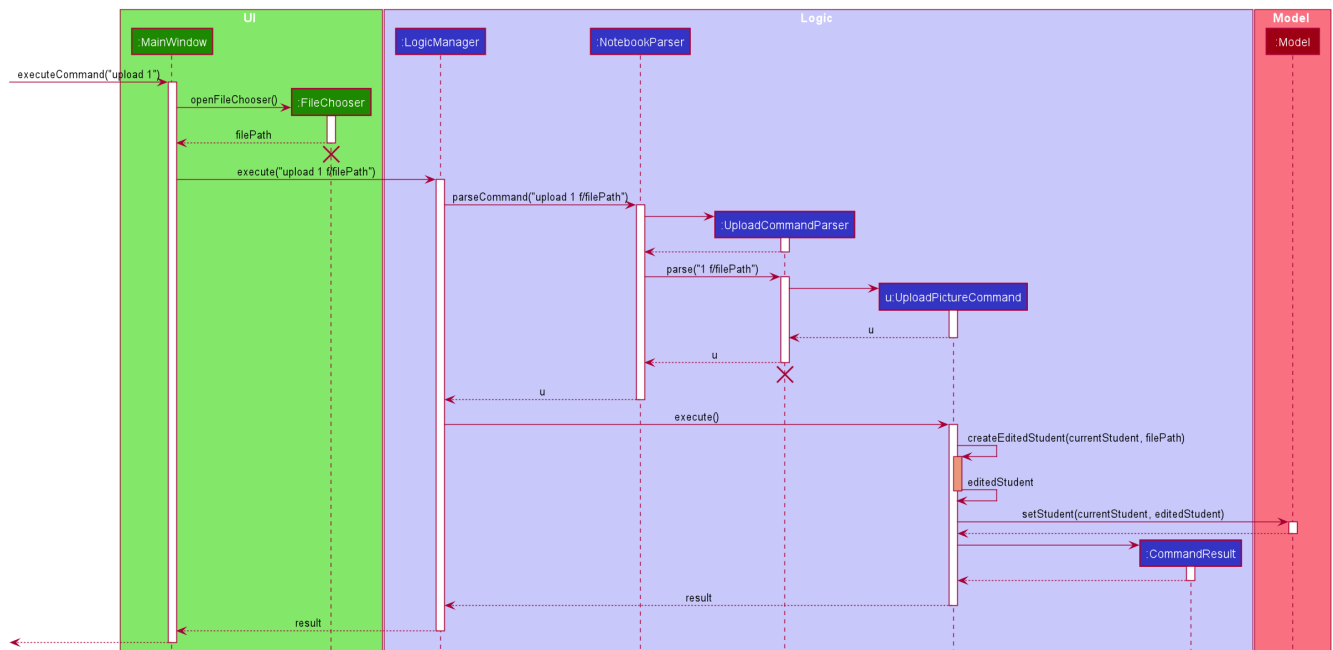 UI
Logic
Model
:MainWindow
:LogicManager
:NotebookParser
:Model
executeCommand("upload 1")
openFileChooser()
:FileChooser
filePath
execute("upload 1 f/filePath")
parseCommand("upload 1 f/filePath")
:UploadCommandParser
parse("1 f/filePath")
u:UploadPictureCommand
u
u
u
execute()
createEditedStudent(currentStudent, filePath)
editedStudent
setStudent(currentStudent, editedStudent)
:CommandResult
result
result